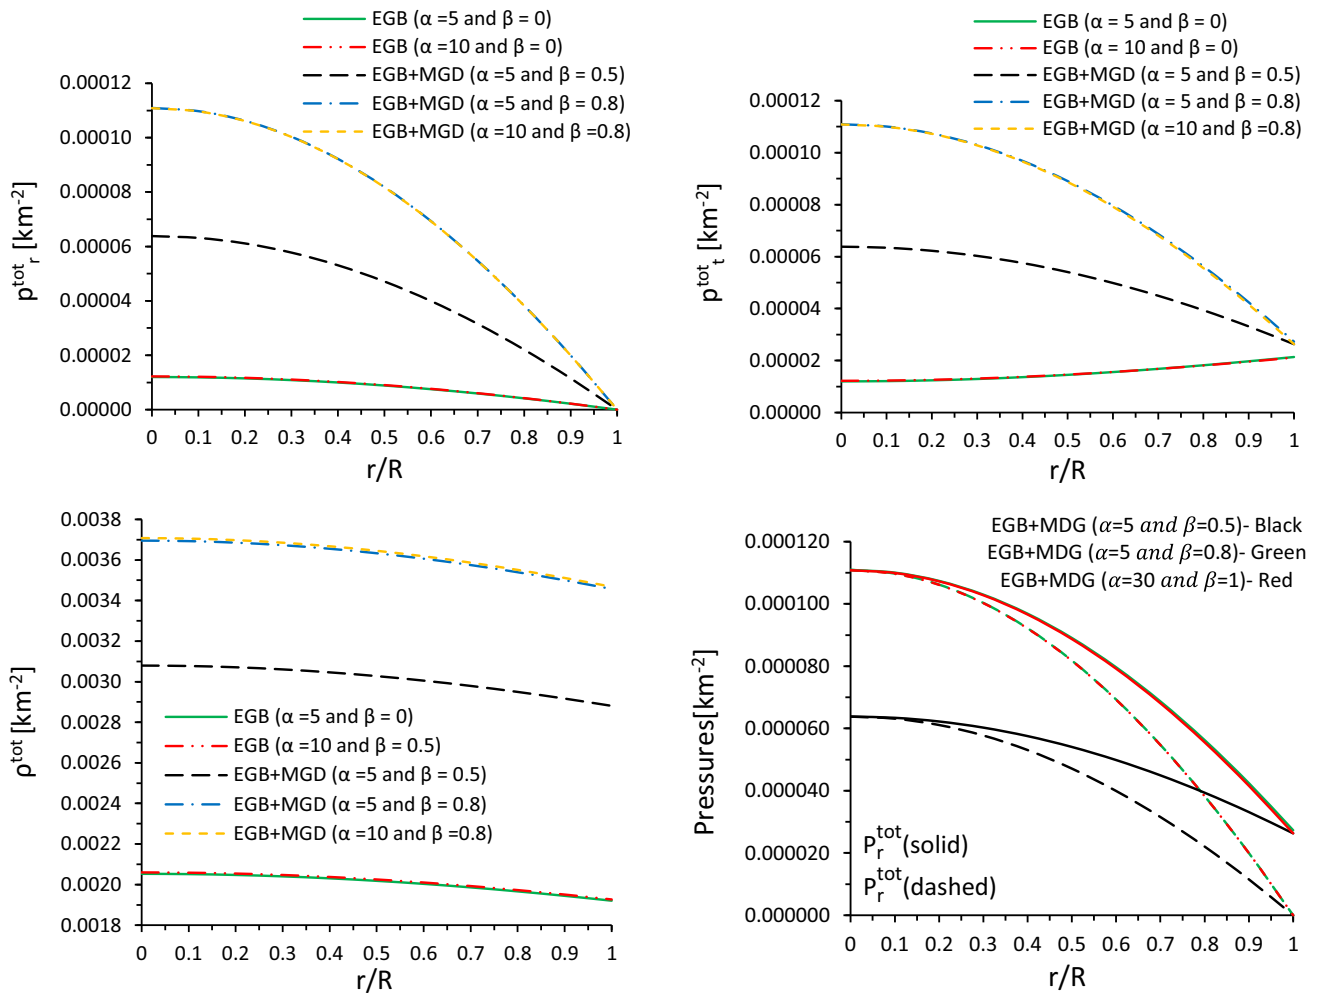 EGB (α =5 and β = 0)
EGB (α =10 and β = 0)
EGB+MGD (α =5 and β = 0.5)
EGB+MGD (α =5 and β = 0.8)
EGB+MGD (α =10 and β =0.8)
0.00012
0.00010
0.00008
0.00006
0.00004
0.00002
0.00000
p^tot_r [km^-2]
0 0.1 0.2 0.3 0.4 0.5 0.6 0.7 0.8 0.9 1
r/R
EGB (α = 5 and β = 0)
EGB (α = 10 and β = 0)
EGB+MGD (α = 5 and β = 0.5)
EGB+MGD (α = 5 and β = 0.8)
EGB+MGD (α =10 and β =0.8)
0.00012
0.00010
0.00008
0.00006
0.00004
0.00002
0.00000
p^tot_t [km^-2]
0 0.1 0.2 0.3 0.4 0.5 0.6 0.7 0.8 0.9 1
r/R
0.0038
0.0036
0.0034
0.0032
0.0030
0.0028
0.0026
0.0024
0.0022
0.0020
0.0018
ρ^tot [km^-2]
EGB (α =5 and β = 0)
EGB (α =10 and β = 0.5)
EGB+MGD (α =5 and β = 0.5)
EGB+MGD (α =5 and β = 0.8)
EGB+MGD (α =10 and β =0.8)
0 0.1 0.2 0.3 0.4 0.5 0.6 0.7 0.8 0.9 1
r/R
EGB+MDG (α=5 and β=0.5)- Black
EGB+MDG (α=5 and β=0.8)- Green
EGB+MDG (α=30 and β=1)- Red
0.000120
0.000100
0.000080
0.000060
0.000040
0.000020
0.000000
Pressures[km^-2]
P_r^tot(solid)
P_r^tot(dashed)
0 0.1 0.2 0.3 0.4 0.5 0.6 0.7 0.8 0.9 1
r/R